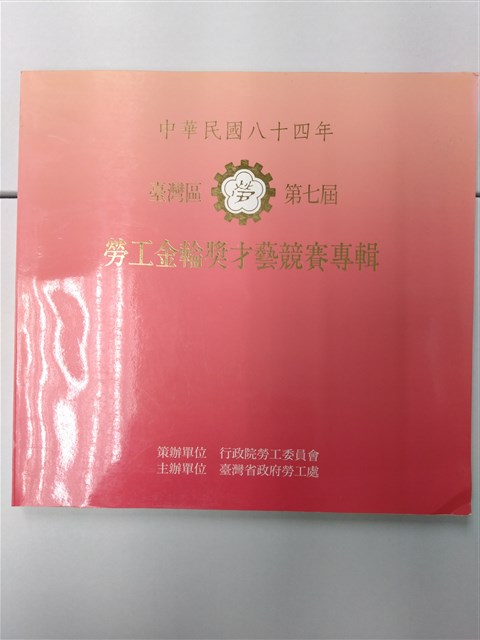 中華民國八十四年
臺灣區 勞 第七屆
勞工金輪獎才藝競賽專輯
策辦單位 行政院勞工委員會
主辦單位 臺灣省政府勞工處